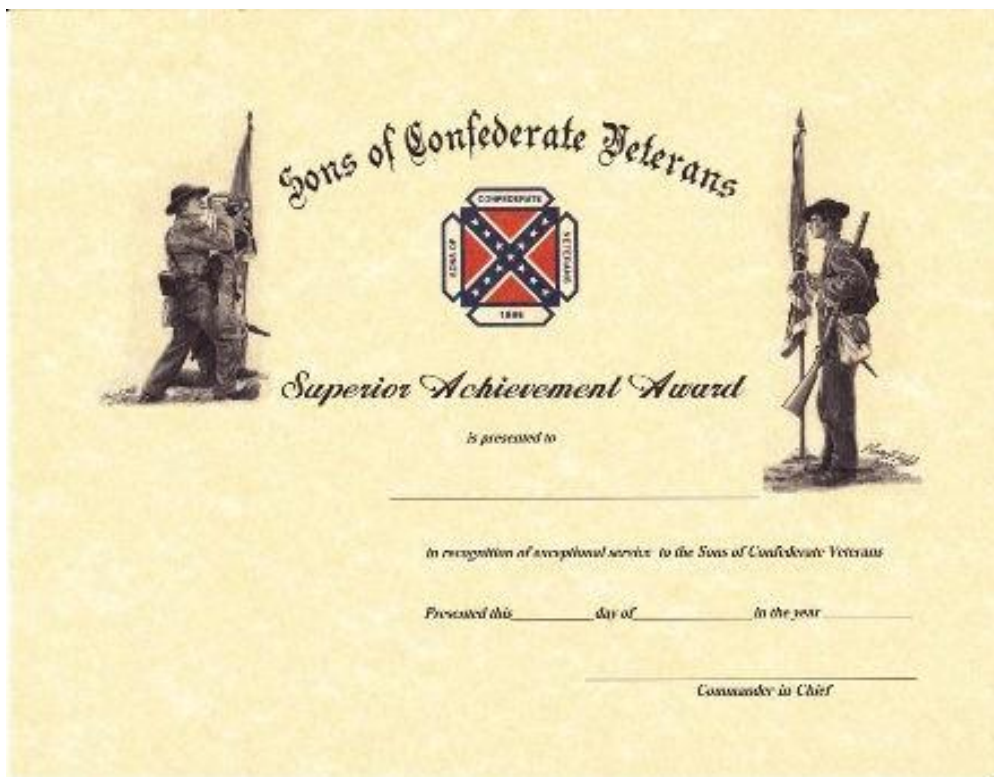 Sons of Confederate Veterans
CONFEDERATE
SONS OF
VETERANS
1896
Superior Achievement Award
is presented to
in recognition of exceptional service to the Sons of Confederate Veterans
Presented this day of in the year
Commander in Chief